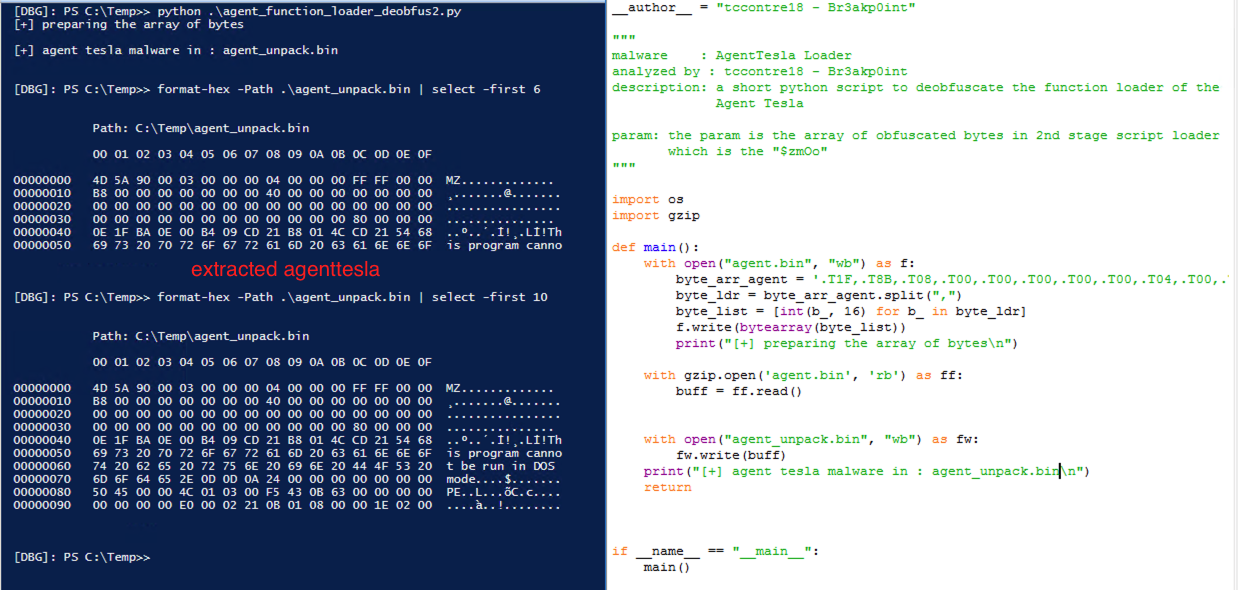 [DBG]: PS C:\Temp>> python .\agent_function_loader_deobfus2.py
[+] preparing the array of bytes
[+] agent tesla malware in : agent_unpack.bin
[DBG]: PS C:\Temp>> format-hex -Path .\agent_unpack.bin | select -first 6
Path: C:\Temp\agent_unpack.bin
00 01 02 03 04 05 06 07 08 09 0A 0B 0C 0D 0E 0F
00000000 4D 5A 90 00 03 00 00 00 04 00 00 00 FF FF 00 00 MZ.............
00000010 B8 00 00 00 00 00 00 00 40 00 00 00 00 00 00 00 ¸.......@.......
00000020 00 00 00 00 00 00 00 00 00 00 00 00 00 00 00 00 ................
00000030 00 00 00 00 00 00 00 00 00 00 00 00 80 00 00 00 ...............
00000040 0E 1F BA 0E 00 B4 09 CD 21 B8 01 4C CD 21 54 68 ..º..´.Í!¸.LÍ!Th
00000050 69 73 20 70 72 6F 67 72 61 6D 20 63 61 6E 6E 6F is program canno
extracted agenttesla
[DBG]: PS C:\Temp>> format-hex -Path .\agent_unpack.bin | select -first 10
Path: C:\Temp\agent_unpack.bin
00 01 02 03 04 05 06 07 08 09 0A 0B 0C 0D 0E 0F
00000000 4D 5A 90 00 03 00 00 00 04 00 00 00 FF FF 00 00 MZ.............
00000010 B8 00 00 00 00 00 00 00 40 00 00 00 00 00 00 00 ¸.......@.......
00000020 00 00 00 00 00 00 00 00 00 00 00 00 00 00 00 00 ................
00000030 00 00 00 00 00 00 00 00 00 00 00 00 80 00 00 00 ...............
00000040 0E 1F BA 0E 00 B4 09 CD 21 B8 01 4C CD 21 54 68 ..º..´.Í!¸.LÍ!Th
00000050 69 73 20 70 72 6F 67 72 61 6D 20 63 61 6E 6E 6F is program canno
00000060 74 20 62 65 20 72 75 6E 20 69 6E 20 44 4F 53 20 t be run in DOS
00000070 6D 6F 64 65 2E 0D 0D 0A 24 00 00 00 00 00 00 00 mode....$.......
00000080 50 45 00 00 4C 01 03 00 F5 43 0B 63 00 00 00 00 PE..L...õC.c....
00000090 00 00 00 00 E0 00 02 21 0B 01 08 00 00 1E 02 00 ....à..!........
[DBG]: PS C:\Temp>>
__author__ = "tccontre18 - Br3akp0int"
"""
malware : AgentTesla Loader
analyzed by : tccontre18 - Br3akp0int
description: a short python script to deobfuscate the function loader of the
Agent Tesla
param: the param is the array of obfuscated bytes in 2nd stage script loader
which is the "$zmOo"
"""
import os
import gzip
def main():
with open("agent.bin", "wb") as f:
byte_arr_agent = '.T1F,.T8B,.T08,.T00,.T00,.T00,.T00,.T00,.T04,.T00,.
byte_ldr = byte_arr_agent.split(",")
byte_list = [int(b_, 16) for b_ in byte_ldr]
f.write(bytearray(byte_list))
print("[+] preparing the array of bytes\n")
with gzip.open('agent.bin', 'rb') as ff:
buff = ff.read()
with open("agent_unpack.bin", "wb") as fw:
fw.write(buff)
print("[+] agent tesla malware in : agent_unpack.bin\n")
return
if __name__ == "__main__":
main()